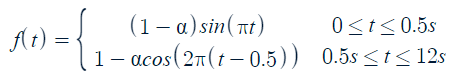 f(t) = { (1 − α)sin(πt) 0 ≤ t ≤ 0.5s
1 − αcos(2π(t − 0.5)) 0.5s ≤ t ≤ 12s